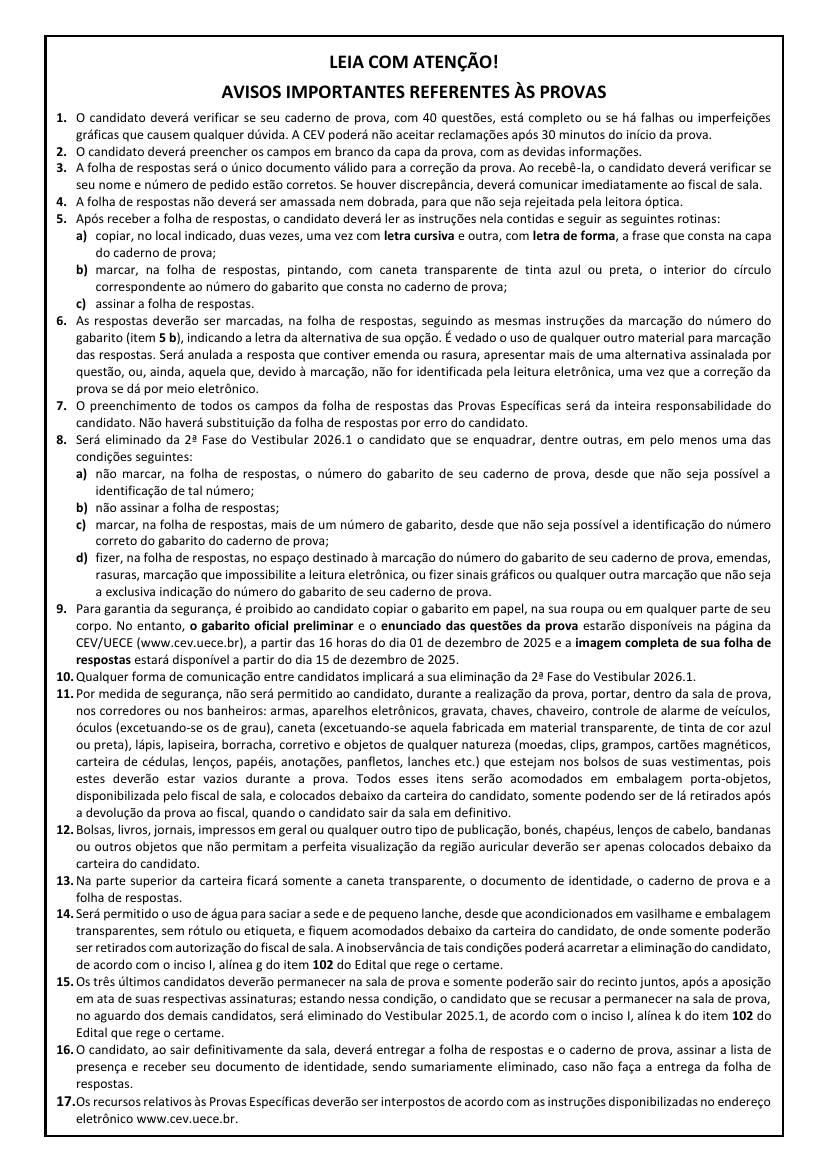 LEIA COM ATENÇÃO!
AVISOS IMPORTANTES REFERENTES ÀS PROVAS
1. O candidato deverá verificar se seu caderno de prova, com 40 questões, está completo ou se há falhas ou imperfeições
gráficas que causem qualquer dúvida. A CEV poderá não aceitar reclamações após 30 minutos do início da prova.
2. O candidato deverá preencher os campos em branco da capa da prova, com as devidas informações.
3. A folha de respostas será o único documento válido para a correção da prova. Ao recebê-la, o candidato deverá verificar se
seu nome e número de pedido estão corretos. Se houver discrepância, deverá comunicar imediatamente ao fiscal de sala.
4. A folha de respostas não deverá ser amassada nem dobrada, para que não seja rejeitada pela leitora óptica.
5. Após receber a folha de respostas, o candidato deverá ler as instruções nela contidas e seguir as seguintes rotinas:
a) copiar, no local indicado, duas vezes, uma vez com letra cursiva e outra, com letra de forma, a frase que consta na capa
do caderno de prova;
b) marcar, na folha de respostas, pintando, com caneta transparente de tinta azul ou preta, o interior do círculo
correspondente ao número do gabarito que consta no caderno de prova;
c) assinar a folha de respostas.
6. As respostas deverão ser marcadas, na folha de respostas, seguindo as mesmas instruções da marcação do número do
gabarito (item 5 b), indicando a letra da alternativa de sua opção. É vedado o uso de qualquer outro material para marcação
das respostas. Será anulada a resposta que contiver emenda ou rasura, apresentar mais de uma alternativa assinalada por
questão, ou, ainda, aquela que, devido à marcação, não for identificada pela leitura eletrônica, uma vez que a correção da
prova se dá por meio eletrônico.
7. O preenchimento de todos os campos da folha de respostas das Provas Específicas será da inteira responsabilidade do
candidato. Não haverá substituição da folha de respostas por erro do candidato.
8. Será eliminado da 2ª Fase do Vestibular 2026.1 o candidato que se enquadrar, dentre outras, em pelo menos uma das
condições seguintes:
a) não marcar, na folha de respostas, o número do gabarito de seu caderno de prova, desde que não seja possível a
identificação de tal número;
b) não assinar a folha de respostas;
c) marcar, na folha de respostas, mais de um número de gabarito, desde que não seja possível a identificação do número
correto do gabarito do caderno de prova;
d) fizer, na folha de respostas, no espaço destinado à marcação do número do gabarito de seu caderno de prova, emendas,
rasuras, marcação que impossibilite a leitura eletrônica, ou fizer sinais gráficos ou qualquer outra marcação que não seja
a exclusiva indicação do número do gabarito de seu caderno de prova.
9. Para garantia da segurança, é proibido ao candidato copiar o gabarito em papel, na sua roupa ou em qualquer parte de seu
corpo. No entanto, o gabarito oficial preliminar e o enunciado das questões da prova estarão disponíveis na página da
CEV/UECE (www.cev.uece.br), a partir das 16 horas do dia 01 de dezembro de 2025 e a imagem completa de sua folha de
respostas estará disponível a partir do dia 15 de dezembro de 2025.
10. Qualquer forma de comunicação entre candidatos implicará a sua eliminação da 2ª Fase do Vestibular 2026.1.
11. Por medida de segurança, não será permitido ao candidato, durante a realização da prova, portar, dentro da sala de prova,
nos corredores ou nos banheiros: armas, aparelhos eletrônicos, gravata, chaves, chaveiro, controle de alarme de veículos,
óculos (excetuando-se os de grau), caneta (excetuando-se aquela fabricada em material transparente, de tinta de cor azul
ou preta), lápis, lapiseira, borracha, corretivo e objetos de qualquer natureza (moedas, clips, grampos, cartões magnéticos,
carteira de cédulas, lenços, papéis, anotações, panfletos, lanches etc.) que estejam nos bolsos de suas vestimentas, pois
estes deverão estar vazios durante a prova. Todos esses itens serão acomodados em embalagem porta-objetos,
disponibilizada pelo fiscal de sala, e colocados debaixo da carteira do candidato, somente podendo ser de lá retirados após
a devolução da prova ao fiscal, quando o candidato sair da sala em definitivo.
12. Bolsas, livros, jornais, impressos em geral ou qualquer outro tipo de publicação, bonés, chapéus, lenços de cabelo, bandanas
ou outros objetos que não permitam a perfeita visualização da região auricular deverão ser apenas colocados debaixo da
carteira do candidato.
13. Na parte superior da carteira ficará somente a caneta transparente, o documento de identidade, o caderno de prova e a
folha de respostas.
14. Será permitido o uso de água para saciar a sede e de pequeno lanche, desde que acondicionados em vasilhame e embalagem
transparentes, sem rótulo ou etiqueta, e fiquem acomodados debaixo da carteira do candidato, de onde somente poderão
ser retirados com autorização do fiscal de sala. A inobservância de tais condições poderá acarretar a eliminação do candidato,
de acordo com o inciso I, alínea g do item 102 do Edital que rege o certame.
15. Os três últimos candidatos deverão permanecer na sala de prova e somente poderão sair do recinto juntos, após a aposição
em ata de suas respectivas assinaturas; estando nessa condição, o candidato que se recusar a permanecer na sala de prova,
no aguardo dos demais candidatos, será eliminado do Vestibular 2025.1, de acordo com o inciso I, alínea k do item 102 do
Edital que rege o certame.
16. O candidato, ao sair definitivamente da sala, deverá entregar a folha de respostas e o caderno de prova, assinar a lista de
presença e receber seu documento de identidade, sendo sumariamente eliminado, caso não faça a entrega da folha de
respostas.
17. Os recursos relativos às Provas Específicas deverão ser interpostos de acordo com as instruções disponibilizadas no endereço
eletrônico www.cev.uece.br.